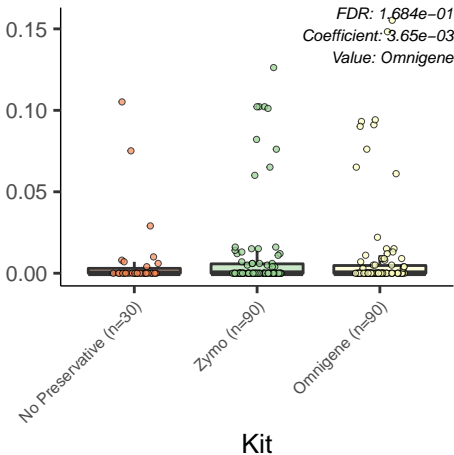 FDR: 1.684e−01
Coefficient: 3.65e−03
Value: Omnigene
0.15
0.10
0.05
0.00
No Preservative (n=30)
Zymo (n=90)
Omnigene (n=90)
Kit